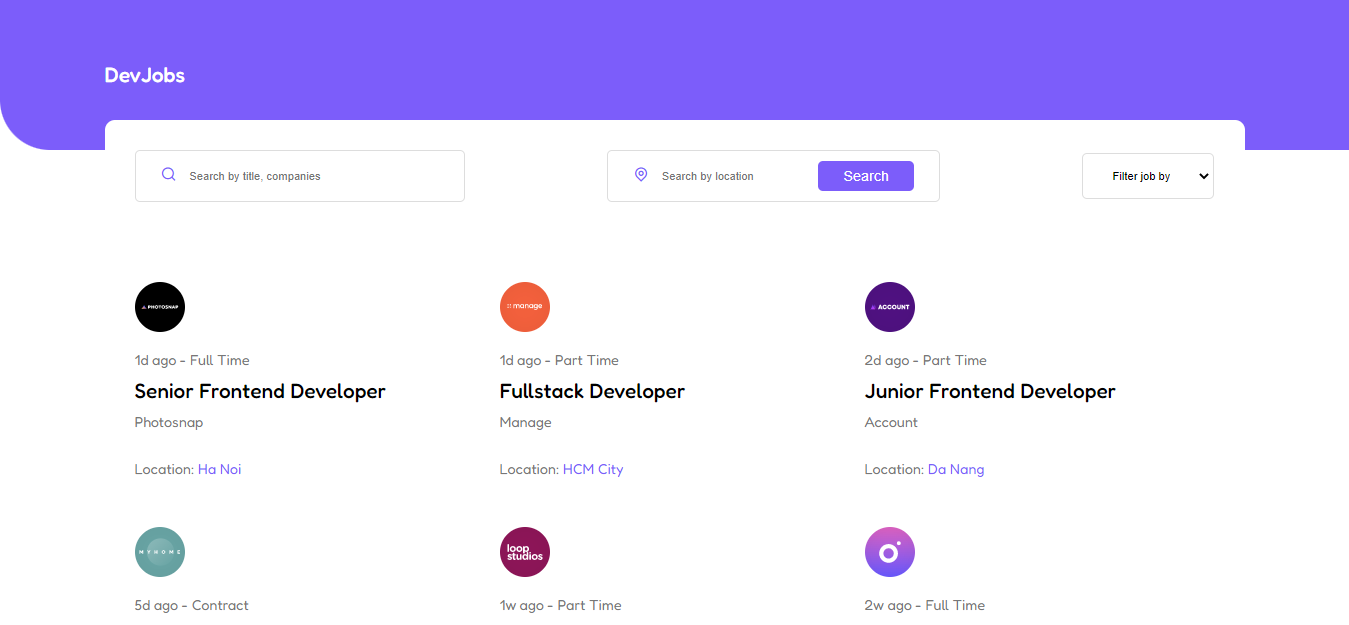 DevJobs
Search by title, companies
Search by location
Search
Filter job by
PHOTOSNAP
manage
ACCOUNT
1d ago - Full Time
1d ago - Part Time
2d ago - Part Time
Senior Frontend Developer
Fullstack Developer
Junior Frontend Developer
Photosnap
Manage
Account
Location: Ha Noi
Location: HCM City
Location: Da Nang
MYHOME
loop
studios
5d ago - Contract
1w ago - Part Time
2w ago - Full Time